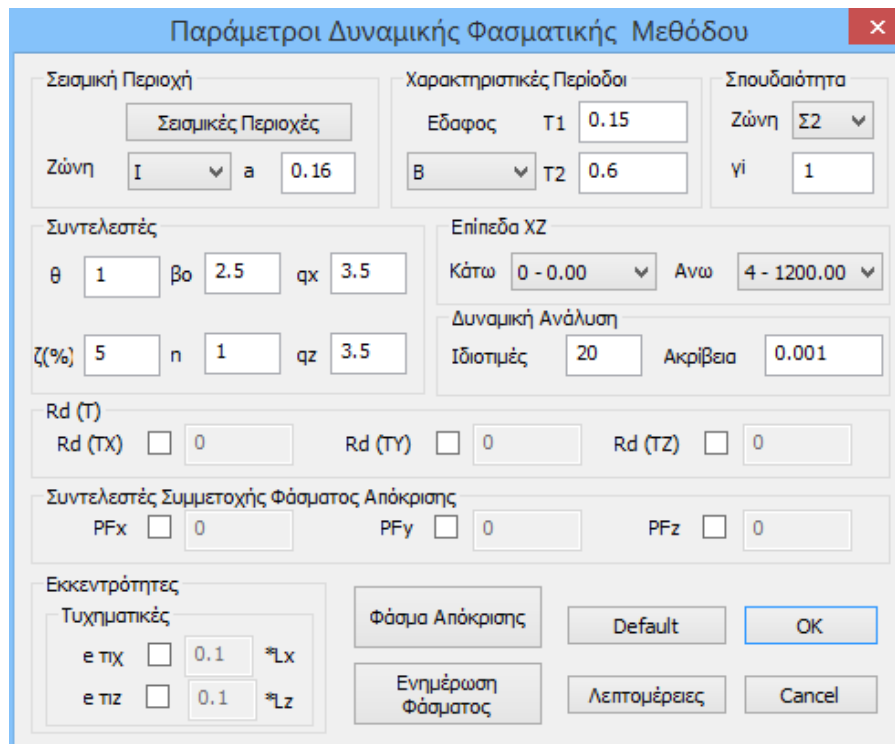 Παράμετροι Δυναμικής Φασματικής Μεθόδου
Σεισμική Περιοχή
Σεισμικές Περιοχές
Ζώνη I a 0.16
Χαρακτηριστικές Περίοδοι
Εδαφος T1 0.15
B T2 0.6
Σπουδαιότητα
Ζώνη Σ2
γi 1
Συντελεστές
θ 1 βο 2.5 qx 3.5
ζ(%) 5 n 1 qz 3.5
Επίπεδα XZ
Κάτω 0 - 0.00 Ανω 4 - 1200.00
Δυναμική Ανάλυση
Ιδιοτιμές 20 Ακρίβεια 0.001
Rd (T)
Rd (TX) 0 Rd (TY) 0 Rd (TZ) 0
Συντελεστές Συμμετοχής Φάσματος Απόκρισης
PFx 0 PFy 0 PFz 0
Εκκεντρότητες
Τυχηματικές
e τιχ 0.1 *Lx
e τιz 0.1 *Lz
Φάσμα Απόκρισης
Default
OK
Ενημέρωση
Φάσματος
Λεπτομέρειες
Cancel